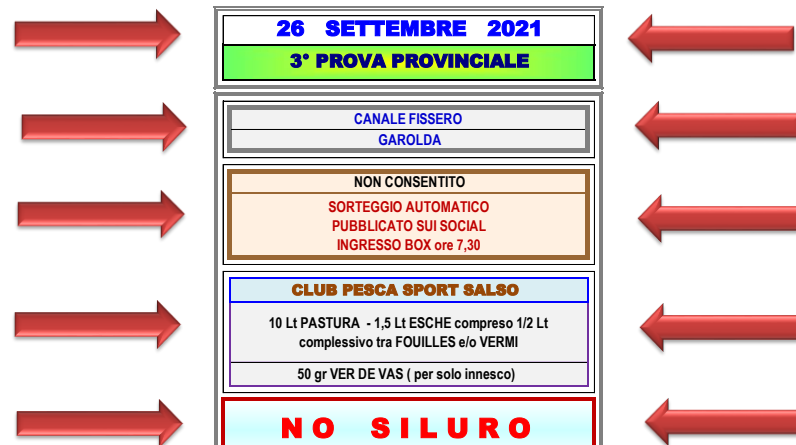 26 SETTEMBRE 2021
3° PROVA PROVINCIALE
CANALE FISSERO
GAROLDA
NON CONSENTITO
SORTEGGIO AUTOMATICO
PUBBLICATO SUI SOCIAL
INGRESSO BOX ore 7,30
CLUB PESCA SPORT SALSO
10 Lt PASTURA - 1,5 Lt ESCHE compreso 1/2 Lt
complessivo tra FOUILLES e/o VERMI
50 gr VER DE VAS ( per solo innesco)
NO SILURO